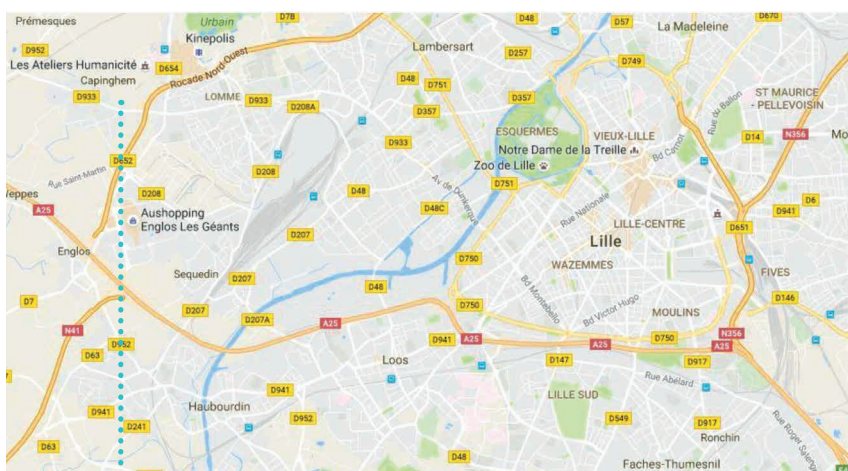 Prémesques
Urbain
D7B
D48
D57
D670
La Madeleine
D952
Kinepolis
Lambersart
D257
Les Ateliers Humanicité
D654
Rocade Nord-Ouest
D749
Capinghem
D48
D751
ST MAURICE
- PELLEVOISIN
D933
LOMME
D933
D208A
D357
D357
Rue du Ballon
ESQUERMES
VIEUX-LILLE
D14
N356
D933
Notre Dame de la Treille
Bd Carnot
D652
Zoo de Lille
Rue Saint-Martin
D208
D751
D208
D48
Av. de Dunkerque
Rue Nationale
D6
A25
D48C
D941
Aushopping
Englos Les Géants
LILLE-CENTRE
D651
D207
Lille
Englos
D750
WAZEMMES
Sequedin
D207
FIVES
D7
D48
Bd Montebello
D146
D207
D750
MOULINS
D207A
A25
Bd Victor Hugo
N41
D941
A25
A25
D750
N356
A25
D952
D63
Loos
D147
D917
Rue Abélard
D941
D941
Haubourdin
D952
LILLE SUD
D241
D549
D917
D63
Ronchin
D48
Faches-Thumesnil